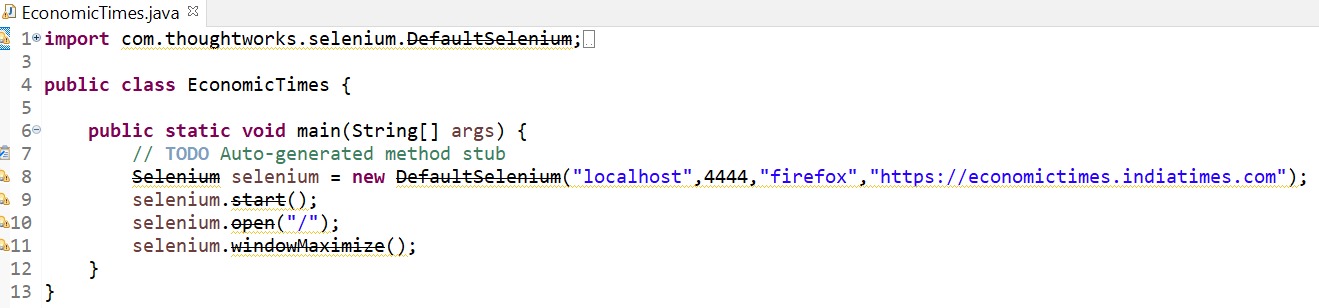 EconomicTimes.java
1 import com.thoughtworks.selenium.DefaultSelenium;
3
4 public class EconomicTimes {
5
6 public static void main(String[] args) {
7 // TODO Auto-generated method stub
8 Selenium selenium = new DefaultSelenium("localhost",4444,"firefox","https://economictimes.indiatimes.com");
9 selenium.start();
10 selenium.open("/");
11 selenium.windowMaximize();
12 }
13 }